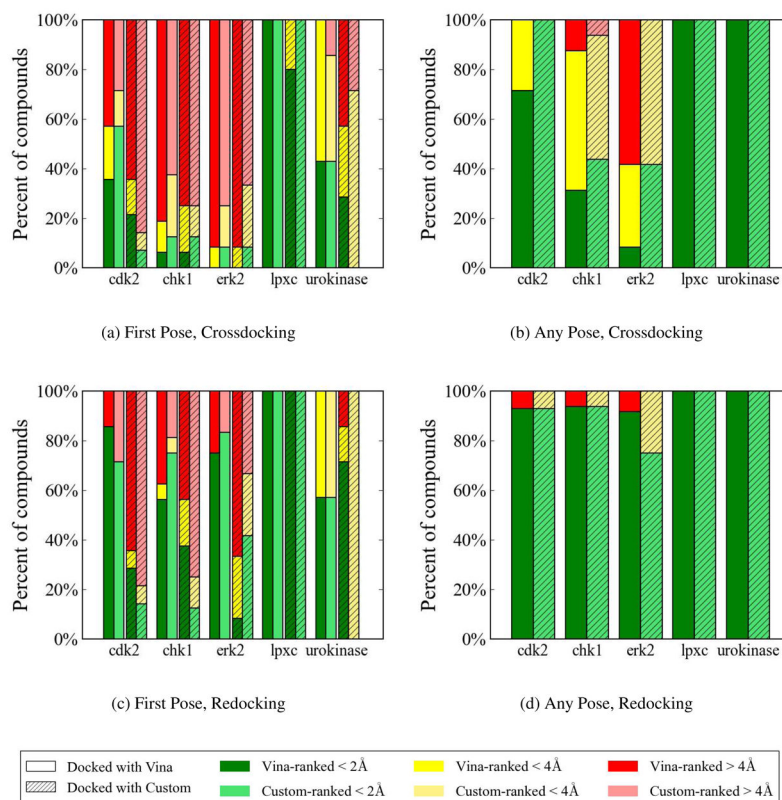 100%
80%
60%
40%
20%
0%
Percent of compounds
cdk2 chk1 erk2 lpxc urokinase
(a) First Pose, Crossdocking
100%
80%
60%
40%
20%
0%
Percent of compounds
cdk2 chk1 erk2 lpxc urokinase
(b) Any Pose, Crossdocking
100%
80%
60%
40%
20%
0%
Percent of compounds
cdk2 chk1 erk2 lpxc urokinase
(c) First Pose, Redocking
100%
80%
60%
40%
20%
0%
Percent of compounds
cdk2 chk1 erk2 lpxc urokinase
(d) Any Pose, Redocking
Docked with Vina Vina-ranked < 2Å Vina-ranked < 4Å Vina-ranked > 4Å
Docked with Custom Custom-ranked < 2Å Custom-ranked < 4Å Custom-ranked > 4Å